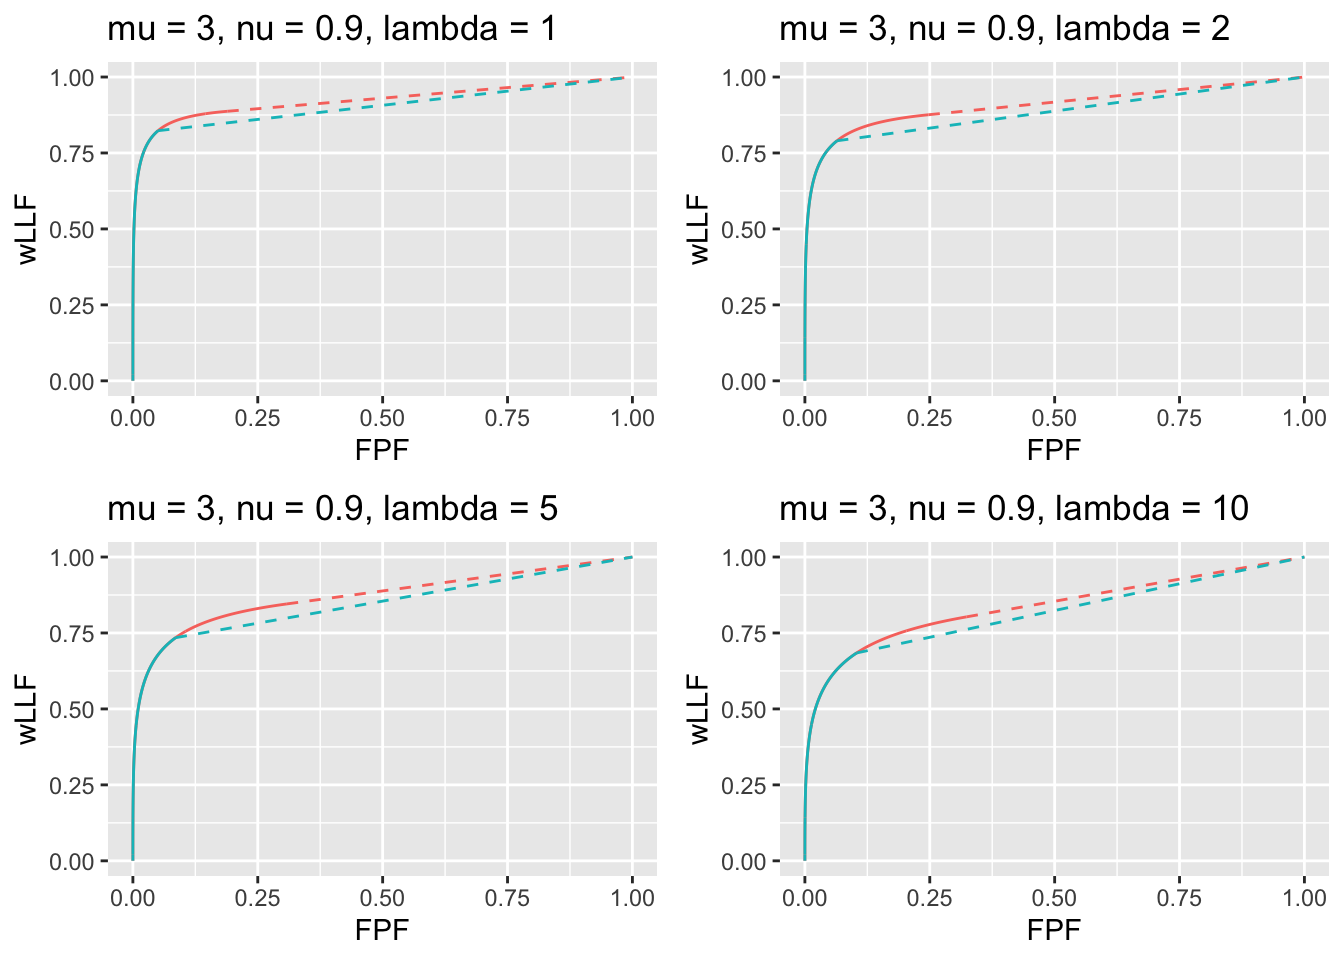 mu = 3, nu = 0.9, lambda = 1
1.00
0.75
0.50
0.25
0.00
wLLF
0.00 0.25 0.50 0.75 1.00
FPF
mu = 3, nu = 0.9, lambda = 2
1.00
0.75
0.50
0.25
0.00
wLLF
0.00 0.25 0.50 0.75 1.00
FPF
mu = 3, nu = 0.9, lambda = 5
1.00
0.75
0.50
0.25
0.00
wLLF
0.00 0.25 0.50 0.75 1.00
FPF
mu = 3, nu = 0.9, lambda = 10
1.00
0.75
0.50
0.25
0.00
wLLF
0.00 0.25 0.50 0.75 1.00
FPF